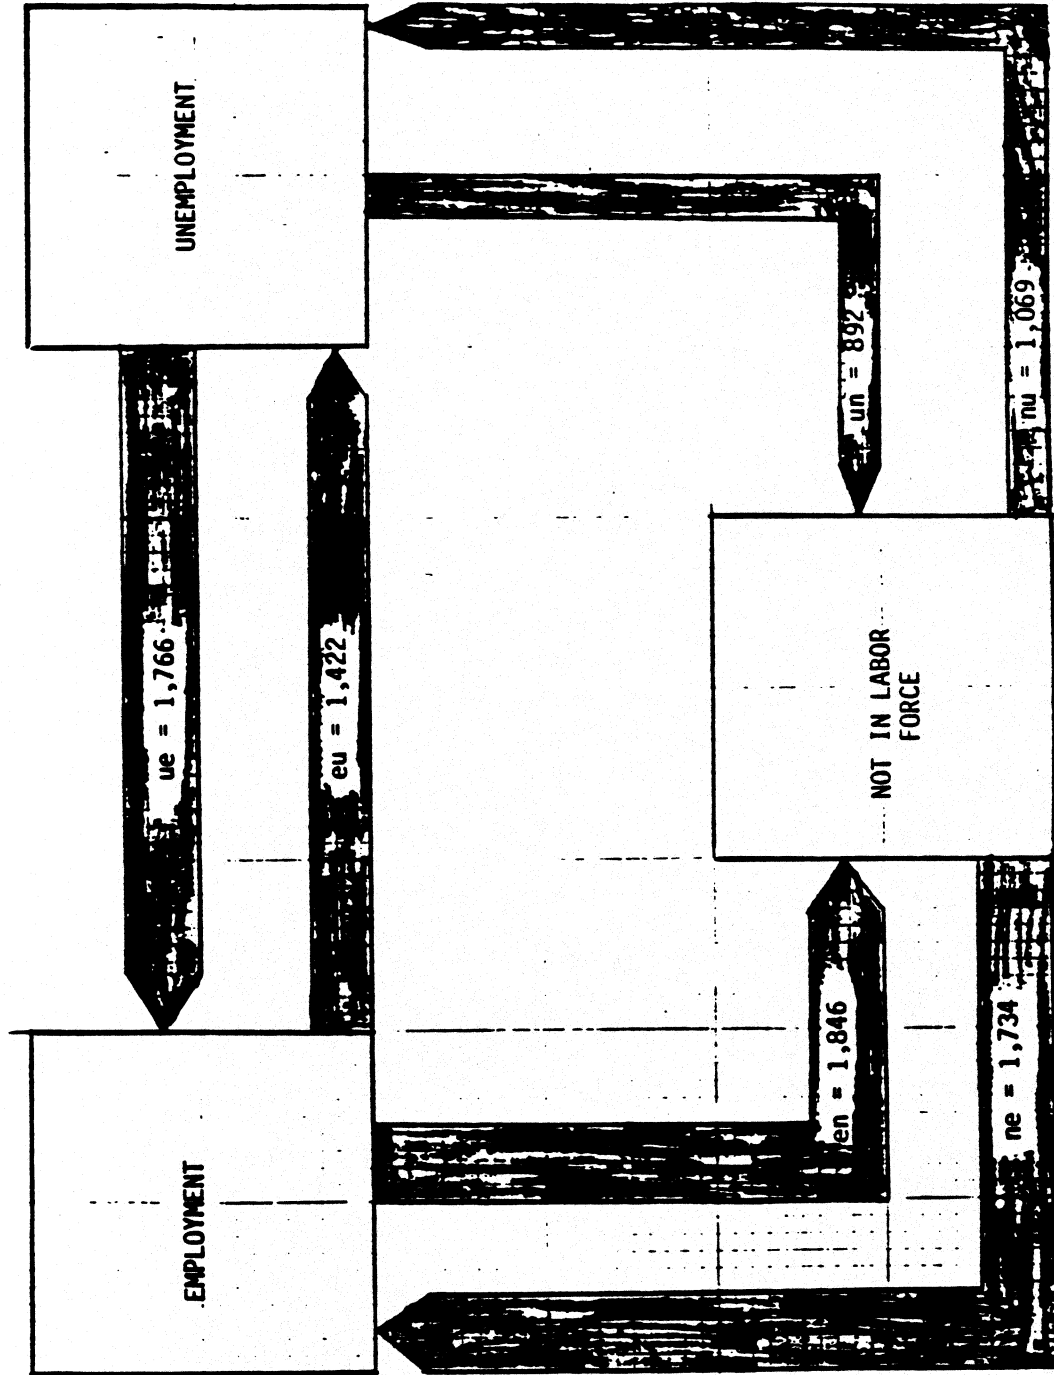 EMPLOYMENT
UNEMPLOYMENT
ue = 1,766
eu = 1,422
en = 1,846
un = 892
NOT IN LABOR
FORCE
ne = 1,734
nu = 1,069